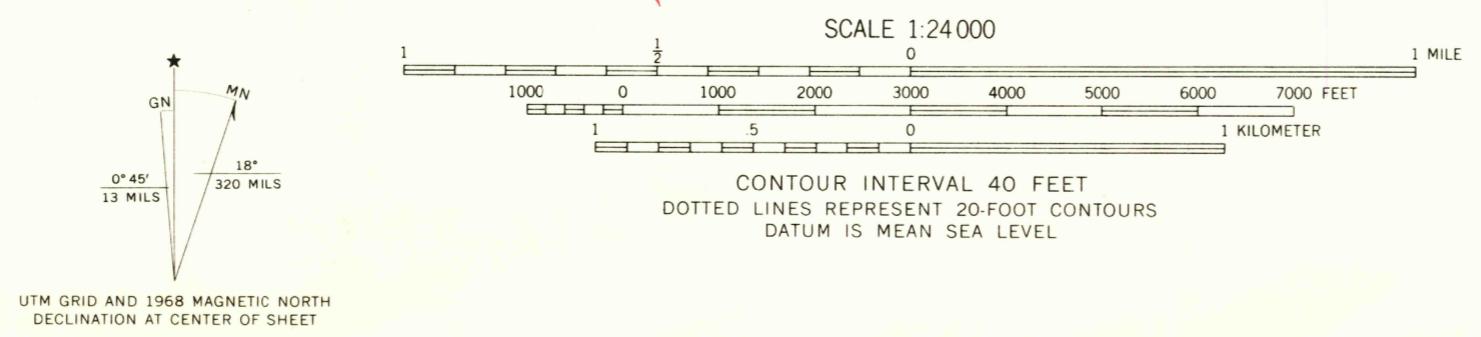 ★
GN
MN
0° 45′
13 MILS
18°
320 MILS
UTM GRID AND 1968 MAGNETIC NORTH
DECLINATION AT CENTER OF SHEET
SCALE 1:24 000
1 1/2 0 1 MILE
1000 0 1000 2000 3000 4000 5000 6000 7000 FEET
1 .5 0 1 KILOMETER
CONTOUR INTERVAL 40 FEET
DOTTED LINES REPRESENT 20-FOOT CONTOURS
DATUM IS MEAN SEA LEVEL